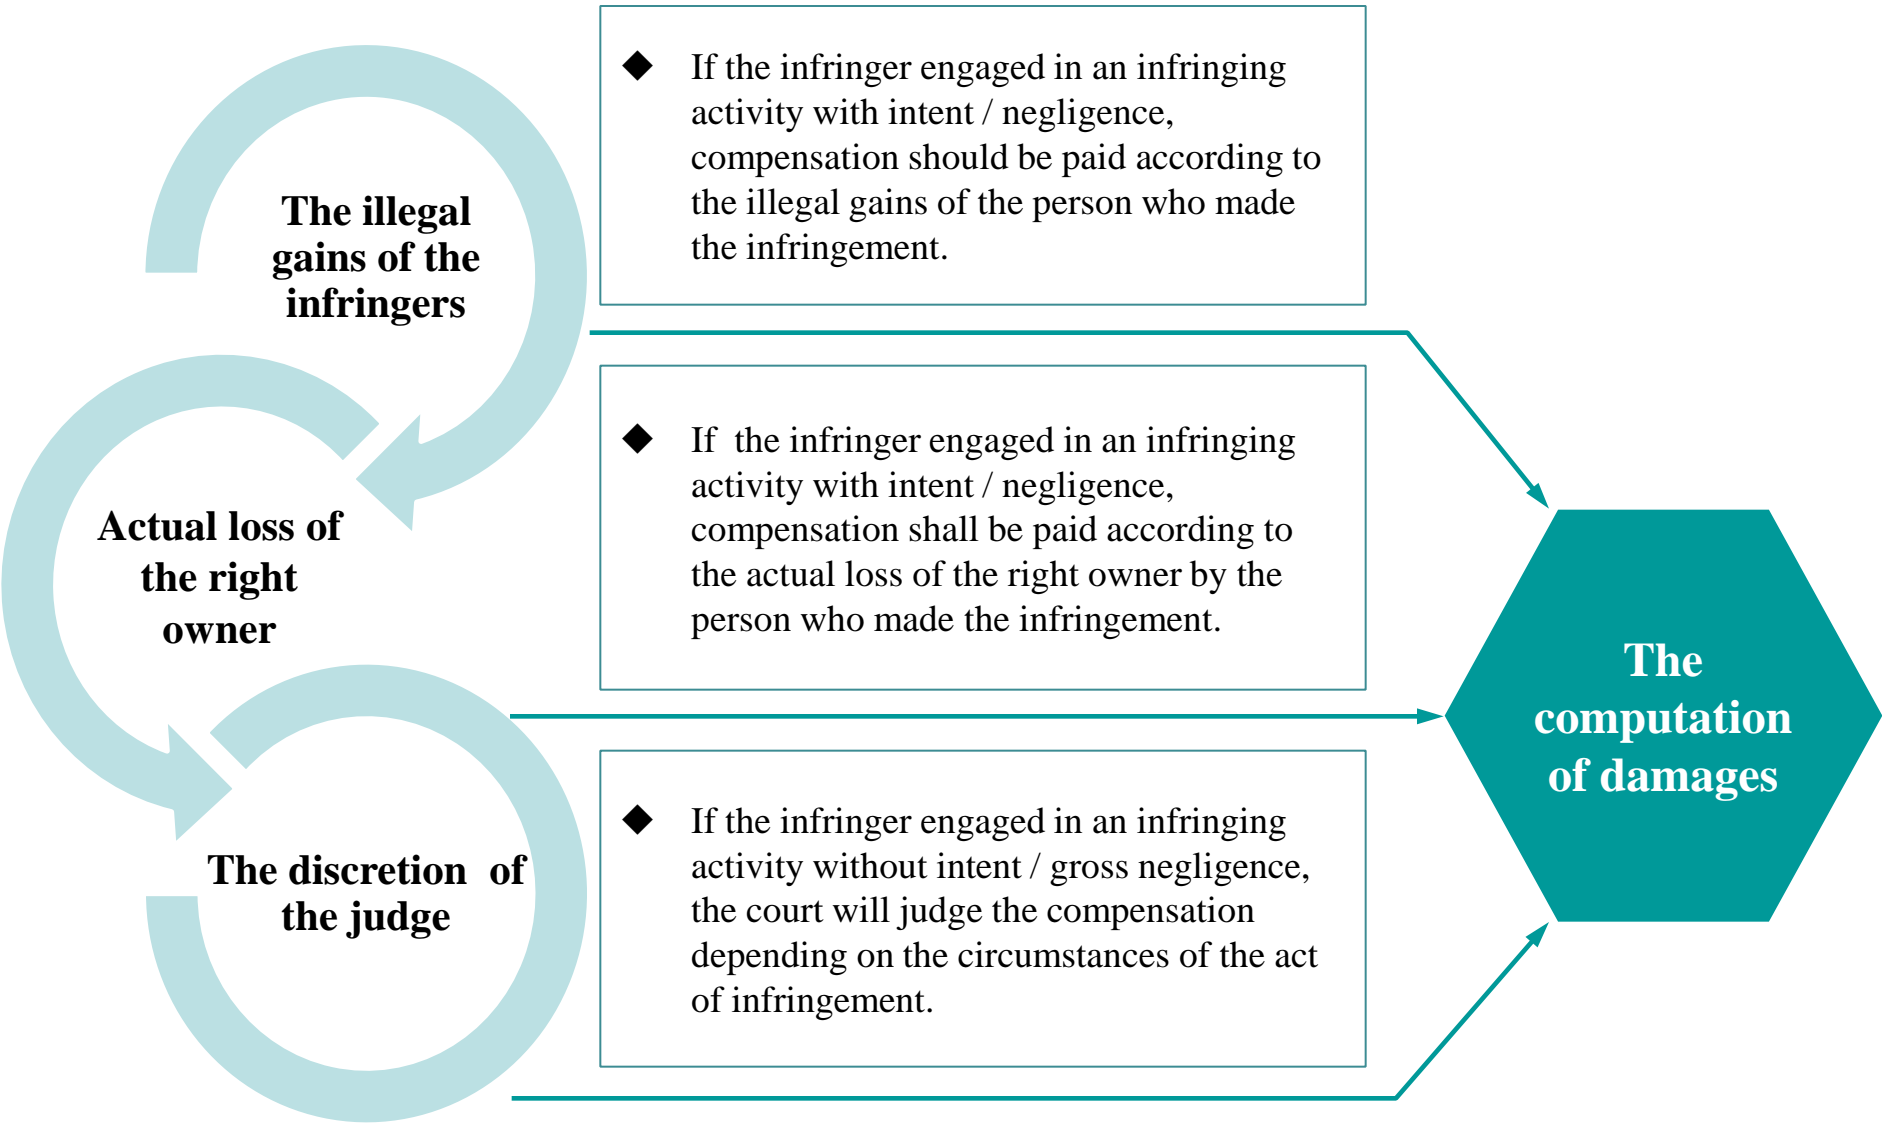 The illegal
gains of the
infringers
◆ If the infringer engaged in an infringing
activity with intent / negligence,
compensation should be paid according to
the illegal gains of the person who made
the infringement.
Actual loss of
the right
owner
◆ If the infringer engaged in an infringing
activity with intent / negligence,
compensation shall be paid according to
the actual loss of the right owner by the
person who made the infringement.
The discretion of
the judge
◆ If the infringer engaged in an infringing
activity without intent / gross negligence,
the court will judge the compensation
depending on the circumstances of the act
of infringement.
The
computation
of damages